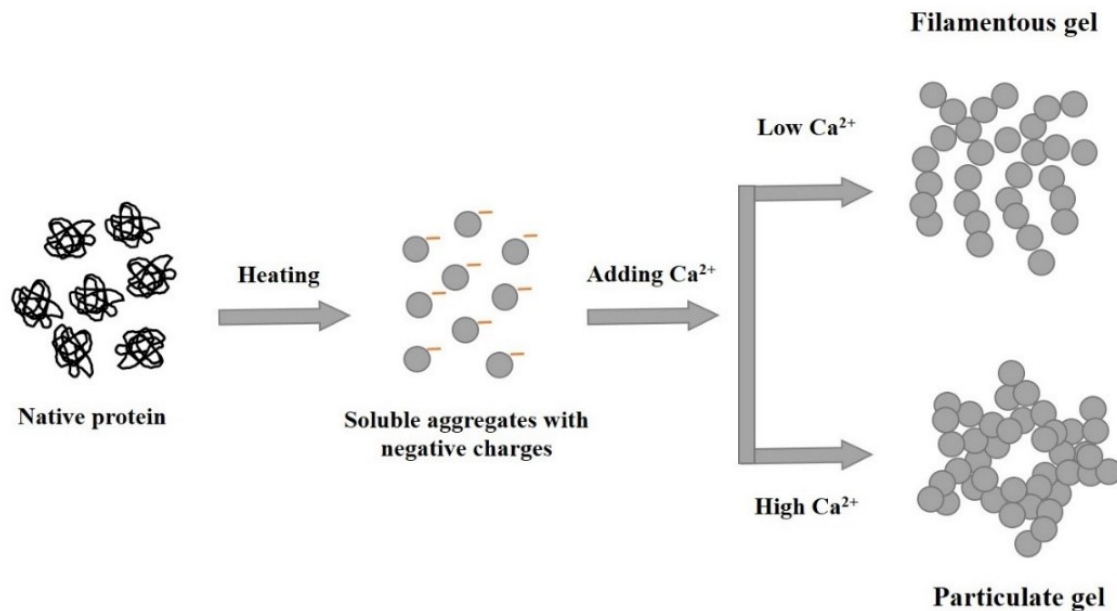 Filamentous gel
Low Ca²⁺
Heating
Adding Ca²⁺
Native protein
Soluble aggregates with
negative charges
High Ca²⁺
Particulate gel